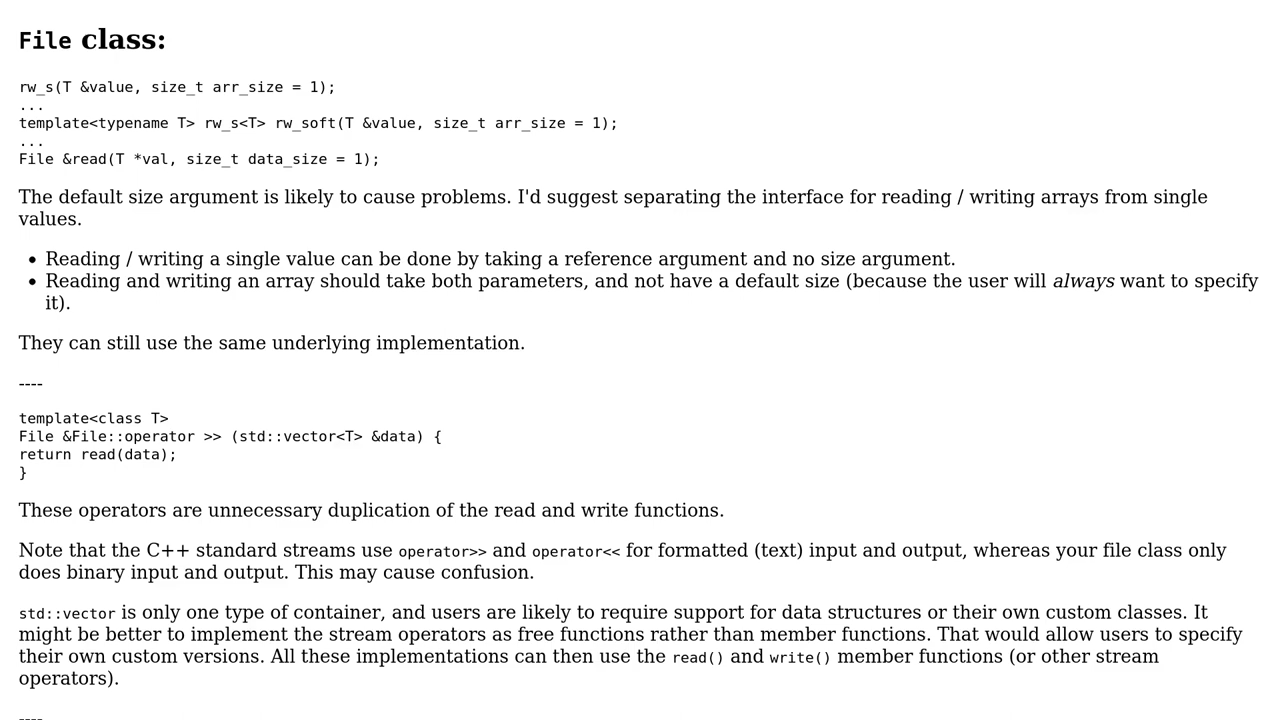 File class:
rw_s(T &value, size_t arr_size = 1);
...
template<typename T> rw_s<T> rw_soft(T &value, size_t arr_size = 1);
...
File &read(T *val, size_t data_size = 1);
The default size argument is likely to cause problems. I'd suggest separating the interface for reading / writing arrays from single
values.
• Reading / writing a single value can be done by taking a reference argument and no size argument.
• Reading and writing an array should take both parameters, and not have a default size (because the user will always want to specify
it).
They can still use the same underlying implementation.
----
template<class T>
File &File::operator >> (std::vector<T> &data) {
return read(data);
}
These operators are unnecessary duplication of the read and write functions.
Note that the C++ standard streams use operator>> and operator<< for formatted (text) input and output, whereas your file class only
does binary input and output. This may cause confusion.
std::vector is only one type of container, and users are likely to require support for data structures or their own custom classes. It
might be better to implement the stream operators as free functions rather than member functions. That would allow users to specify
their own custom versions. All these implementations can then use the read() and write() member functions (or other stream
operators).
----